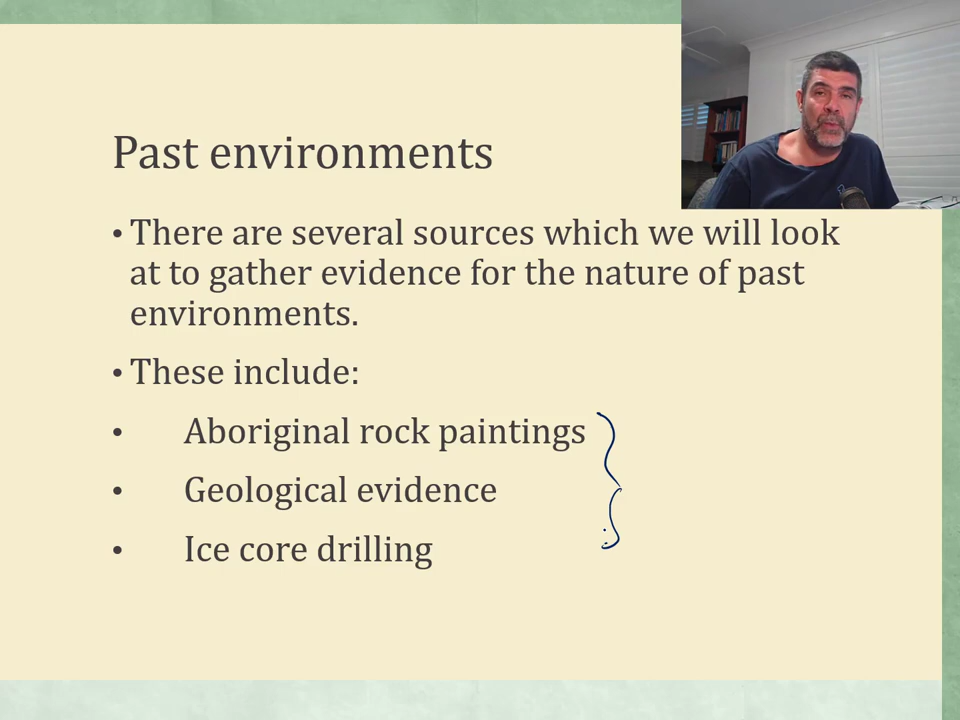 Past environments
• There are several sources which we will look
at to gather evidence for the nature of past
environments.
• These include:
• Aboriginal rock paintings
• Geological evidence
• Ice core drilling